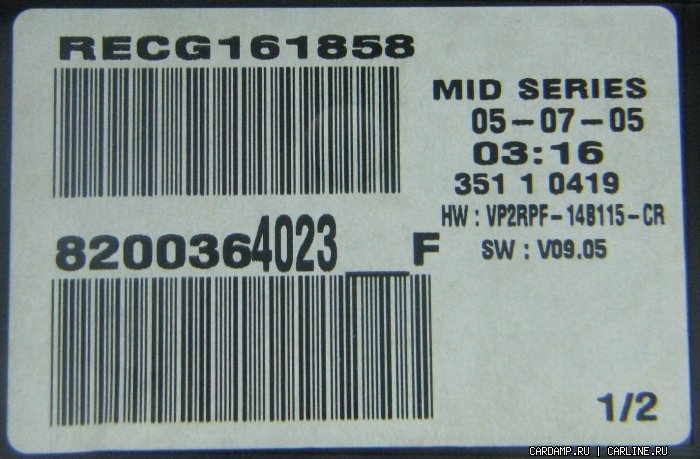 RECG161858
MID SERIES
05-07-05
03:16
351 1 0419
HW : VP2RPF-14B115-CR
SW : V09.05
8200364023__F
1/2
CARDAMP.RU | CARLINE.RU